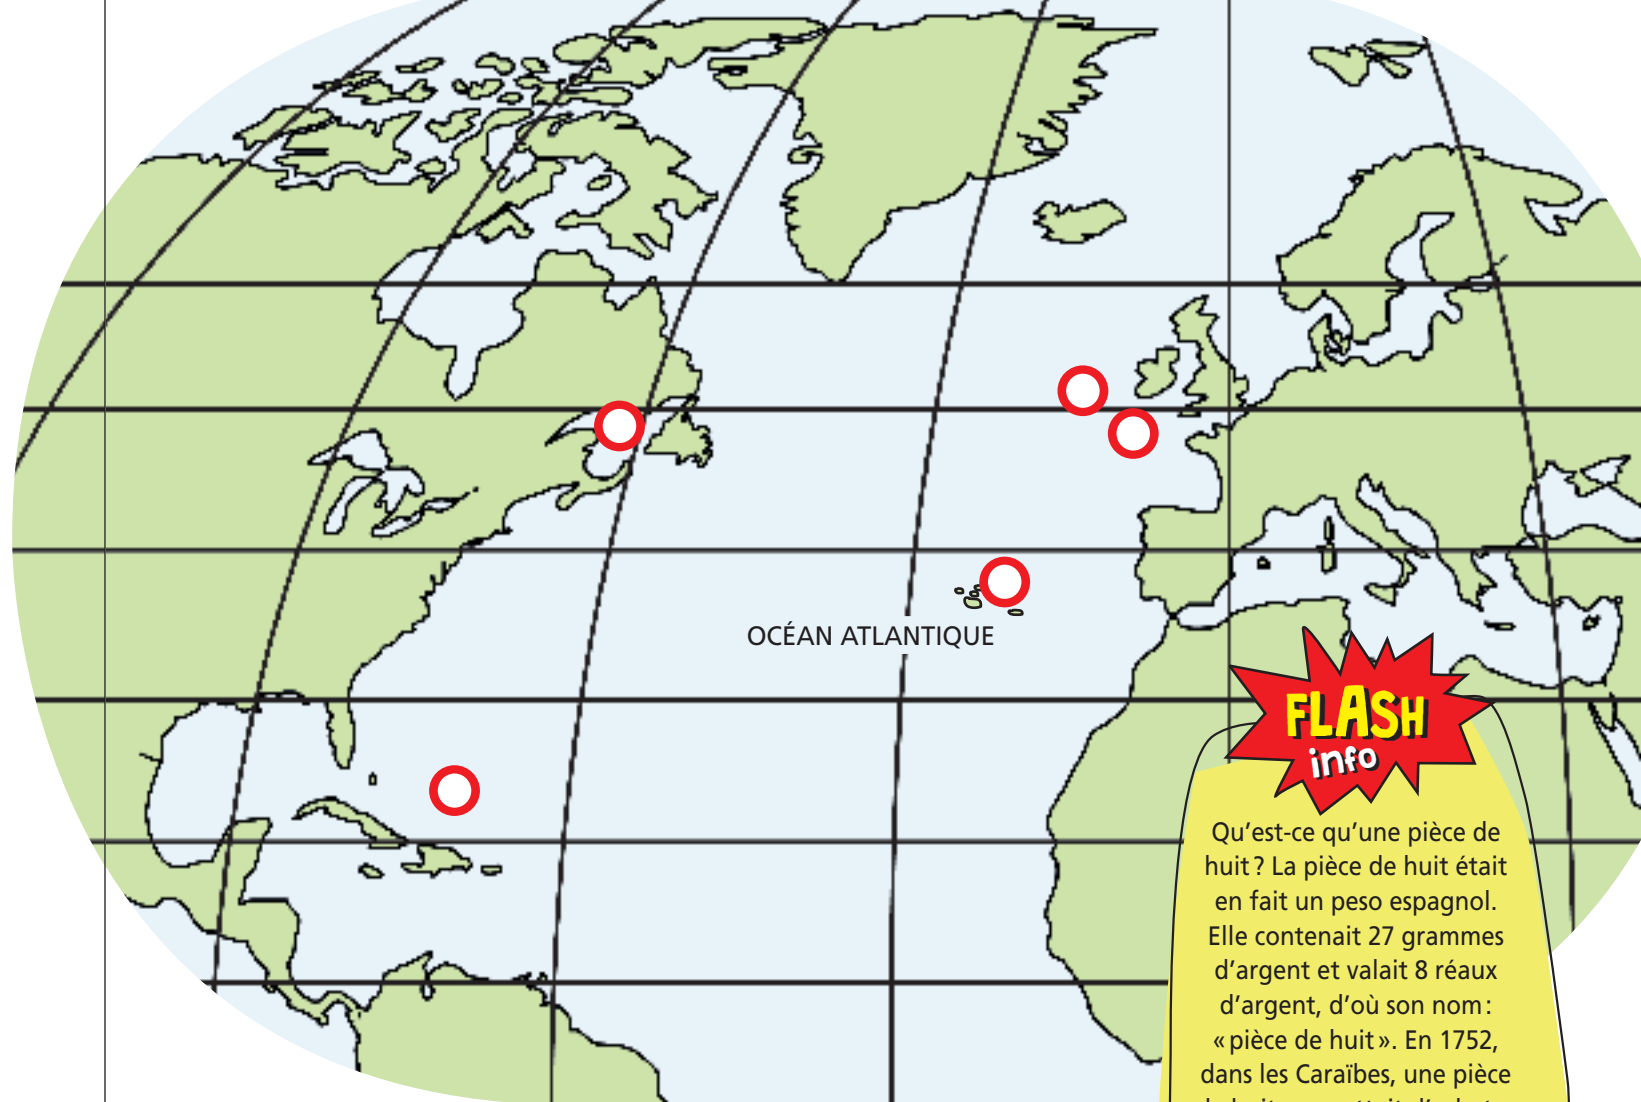 OCÉAN ATLANTIQUE
FLASH
info
Qu’est-ce qu’une pièce de
huit ? La pièce de huit était
en fait un peso espagnol.
Elle contenait 27 grammes
d’argent et valait 8 réaux
d’argent, d’où son nom :
« pièce de huit ». En 1752,
dans les Caraïbes, une pièce